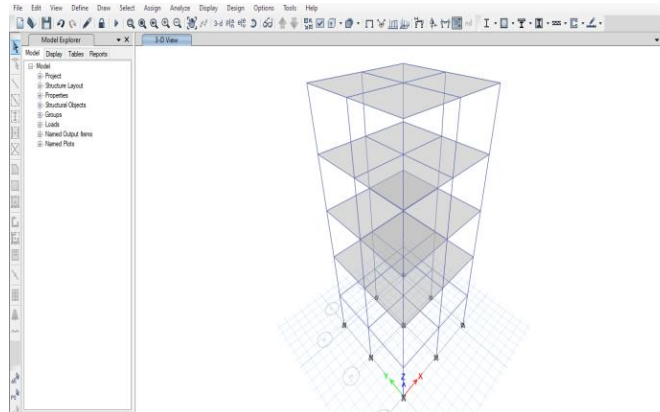 File Edit View Define Draw Select Assign Analyze Display Design Options Tools Help
3-d
Model Explorer
3-D View
Model Display Tables Reports
Model
Project
Structure Layout
Properties
Structural Objects
Groups
Loads
Named Output Items
Named Plots
Y Z X